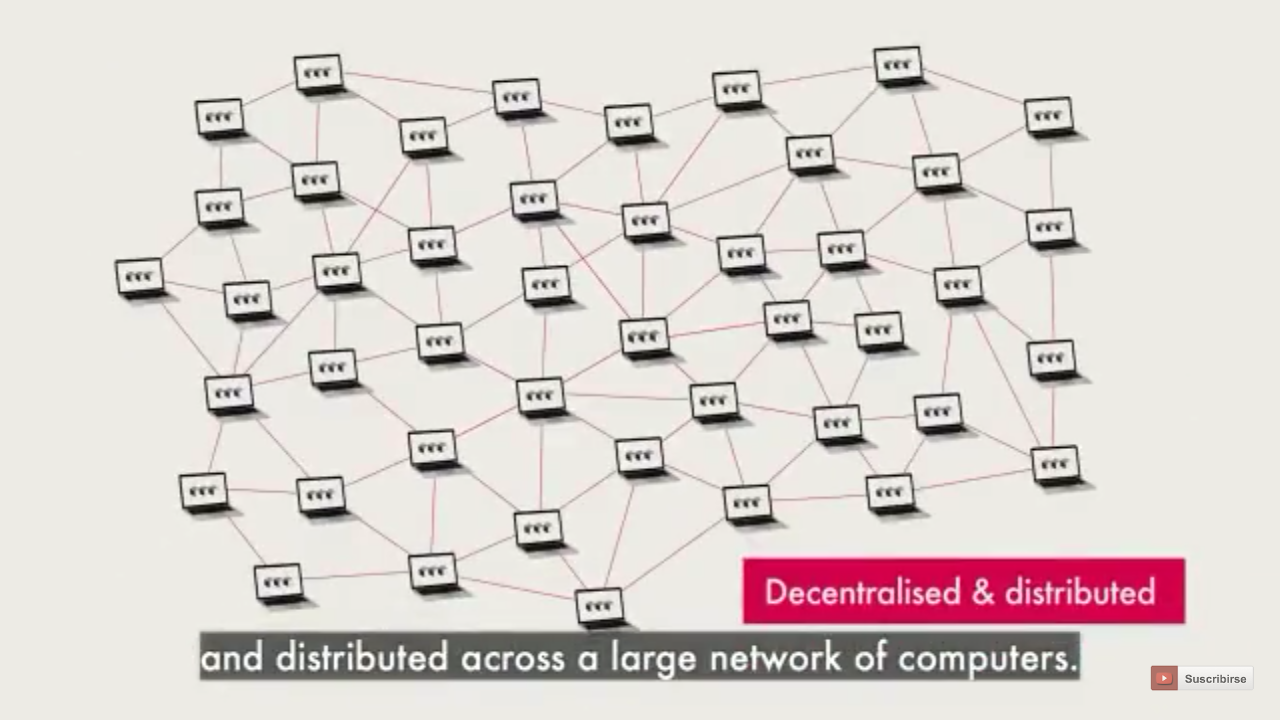 Decentralised & distributed
and distributed across a large network of computers.
Suscribirse